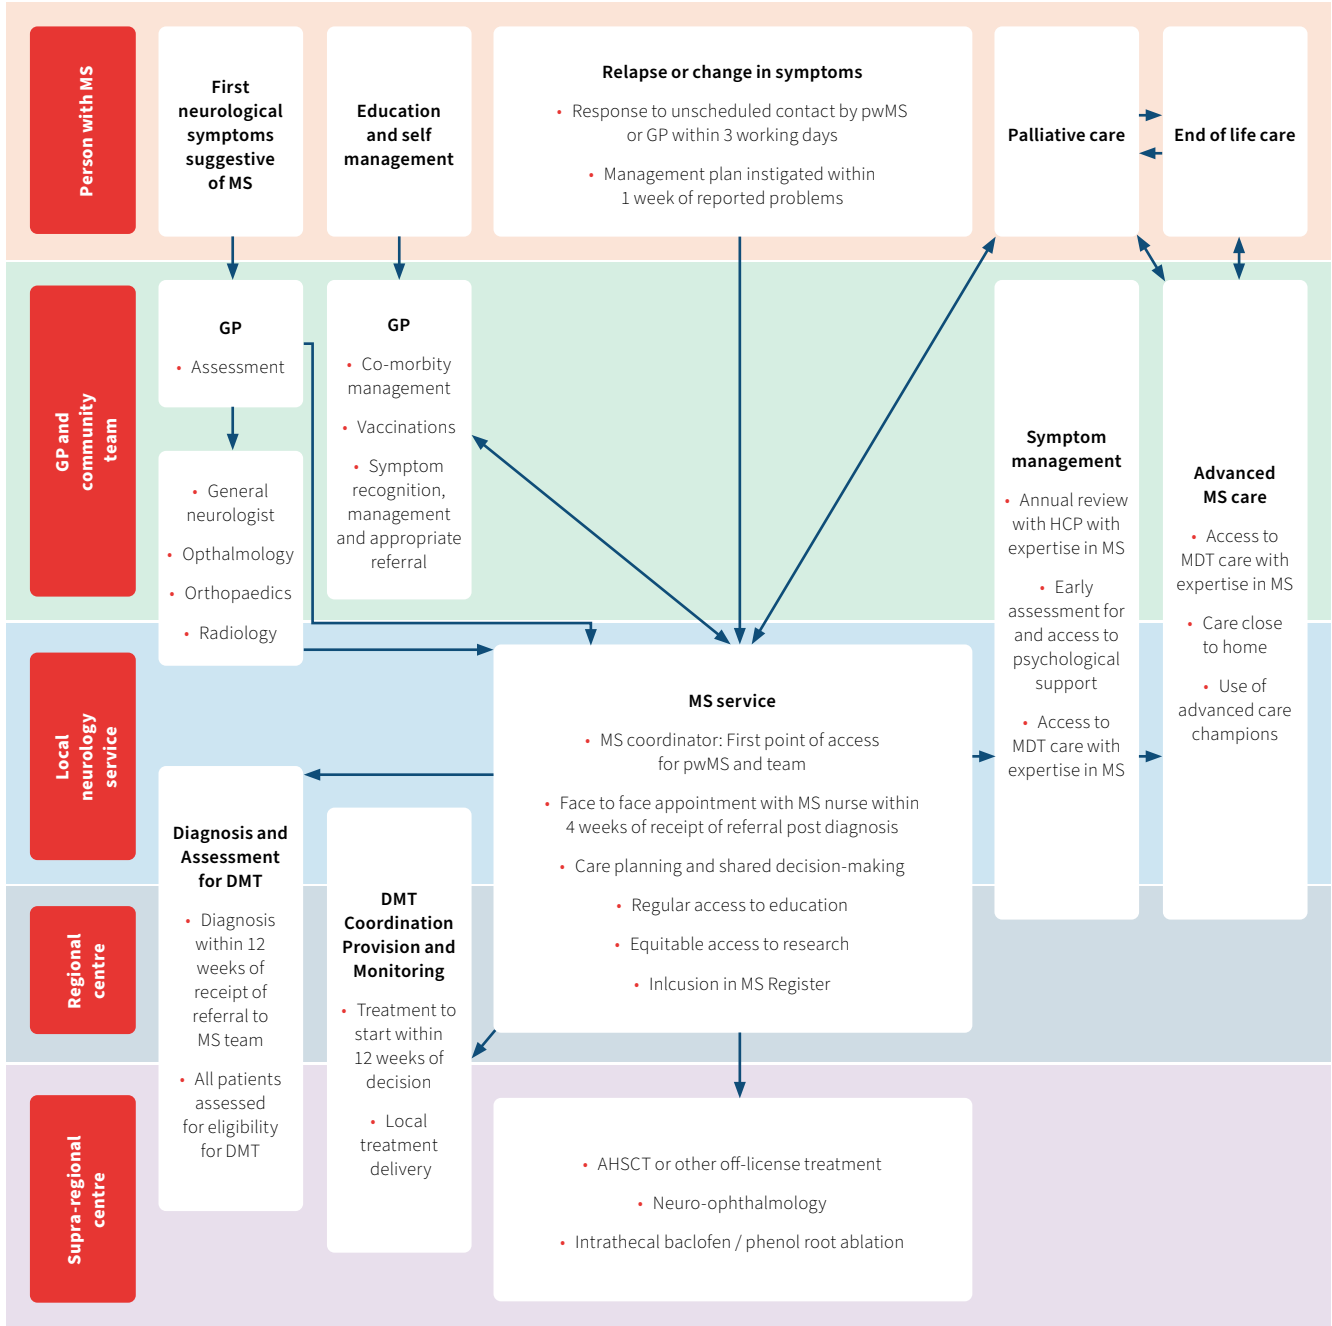 Person with MS
First
neurological
symptoms
suggestive
of MS
Education
and self
management
Relapse or change in symptoms
• Response to unscheduled contact by pwMS
or GP within 3 working days
• Management plan instigated within
1 week of reported problems
Palliative care
End of life care
GP and
community
team
GP
• Assessment
• General
neurologist
• Opthalmology
• Orthopaedics
• Radiology
GP
• Co-morbity
management
• Vaccinations
• Symptom
recognition,
management
and appropriate
referral
Symptom
management
• Annual review
with HCP with
expertise in MS
• Early
assessment for
and access to
psychological
support
• Access to
MDT care with
expertise in MS
Advanced
MS care
• Access to
MDT care with
expertise in MS
• Care close
to home
• Use of
advanced care
champions
Local
neurology
service
MS service
• MS coordinator: First point of access
for pwMS and team
• Face to face appointment with MS nurse within
4 weeks of receipt of referral post diagnosis
• Care planning and shared decision-making
• Regular access to education
• Equitable access to research
• Inlcusion in MS Register
Diagnosis and
Assessment
for DMT
• Diagnosis
within 12
weeks of
receipt of
referral to
MS team
• All patients
assessed
for eligibility
for DMT
DMT
Coordination
Provision and
Monitoring
• Treatment to
start within
12 weeks of
decision
• Local
treatment
delivery
Regional
centre
Supra-regional
centre
• AHSCT or other off-license treatment
• Neuro-ophthalmology
• Intrathecal baclofen / phenol root ablation